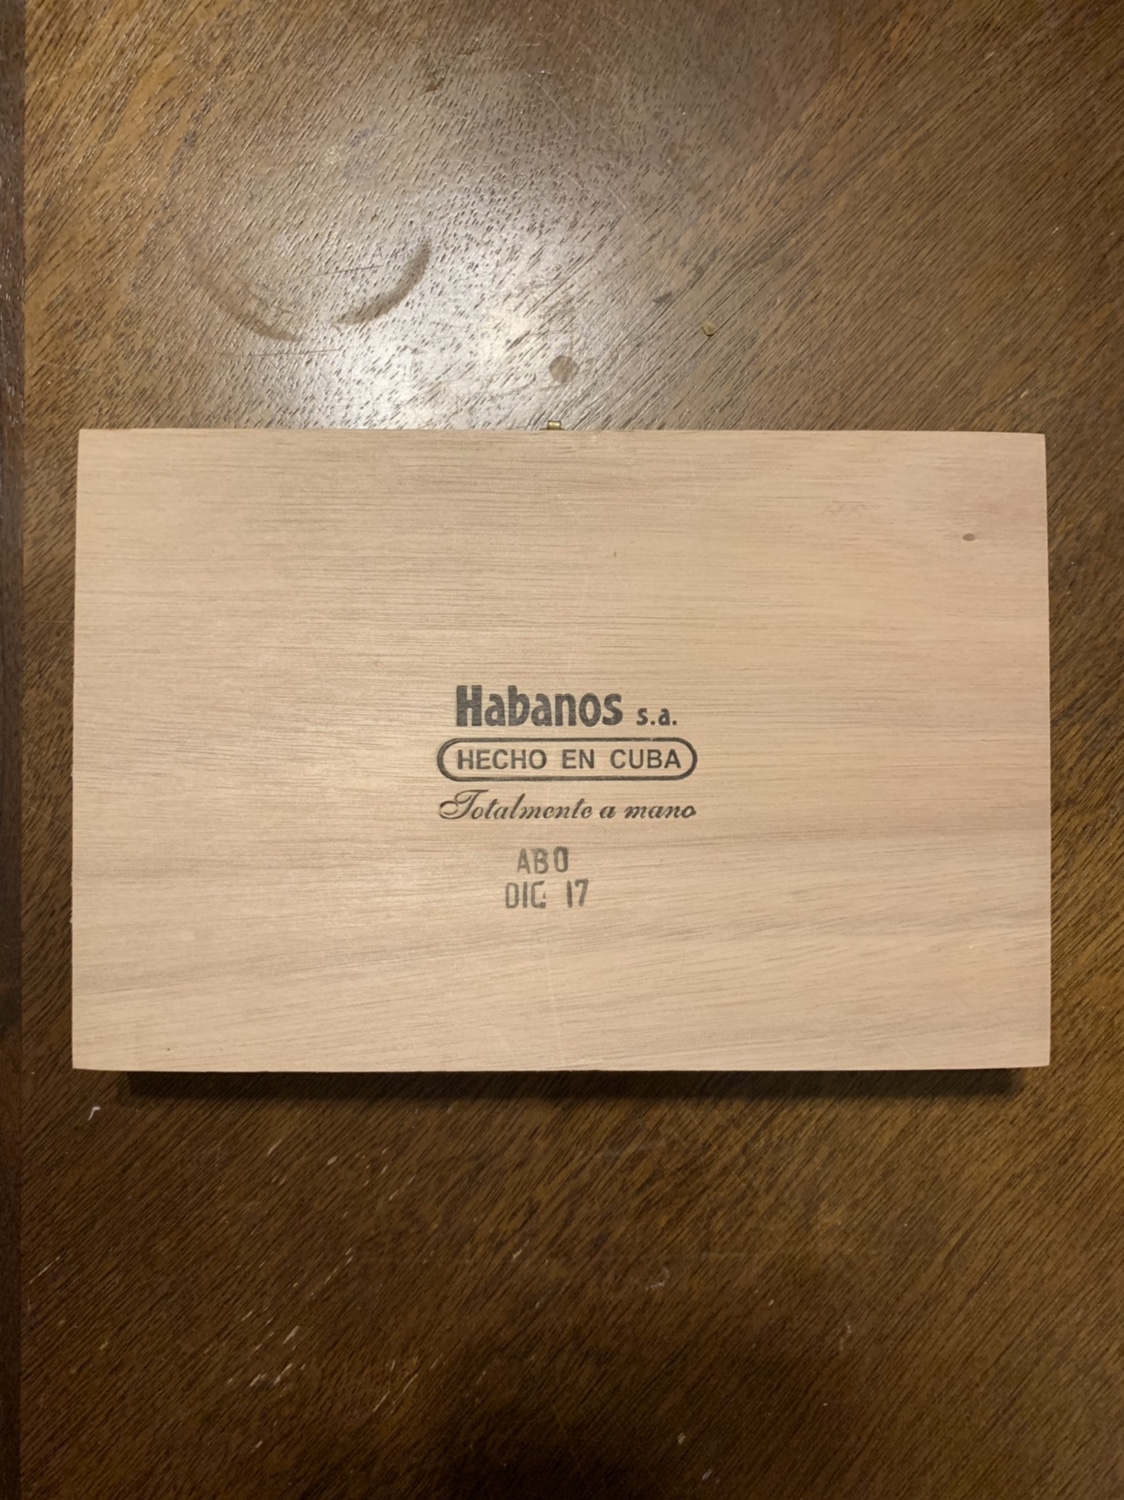 Habanos s.a.
HECHO EN CUBA
Totalmente a mano
ABO
DIC 17